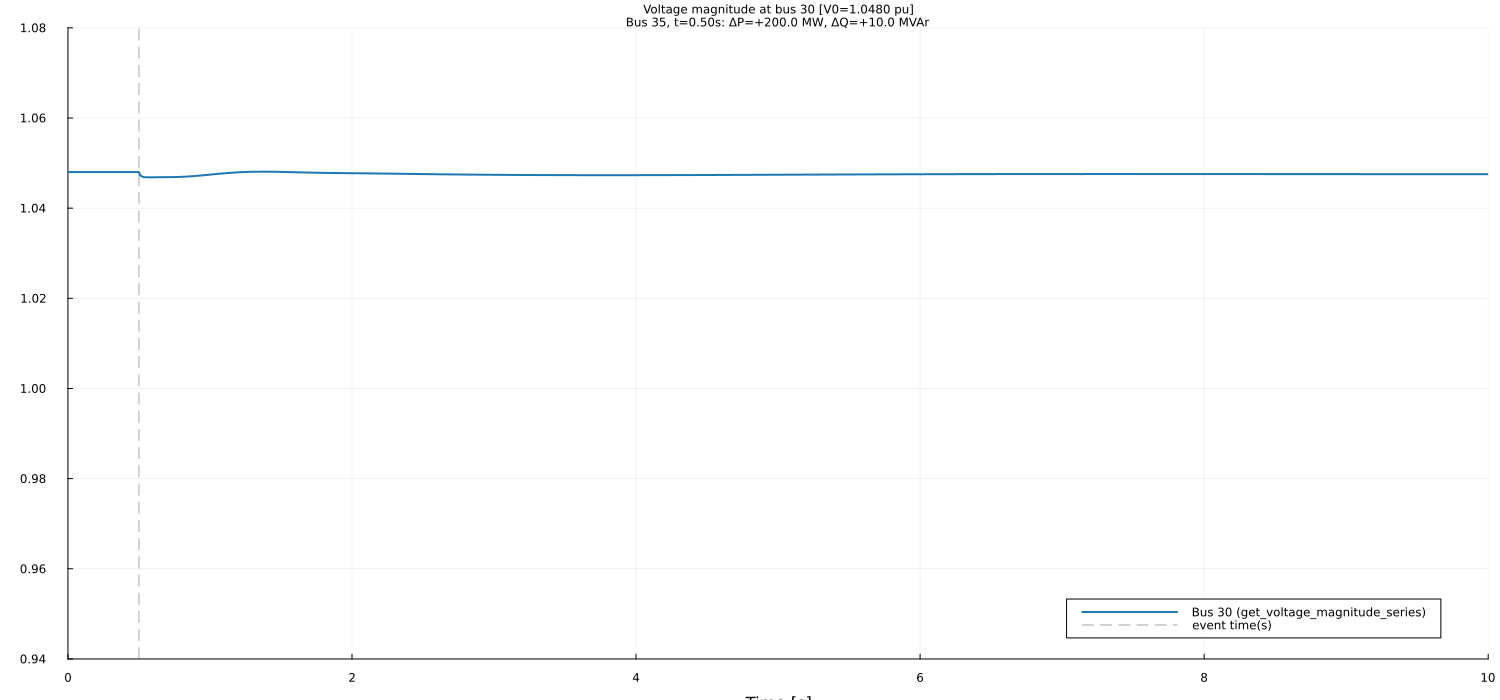 Voltage magnitude at bus 30 [V0=1.0480 pu]
Bus 35, t=0.50s: ΔP=+200.0 MW, ΔQ=+10.0 MVAr
1.08
1.06
1.04
1.02
1.00
0.98
0.96
0.94
Bus 30 (get_voltage_magnitude_series)
event time(s)
0 2 4 6 8 10
Time [s]